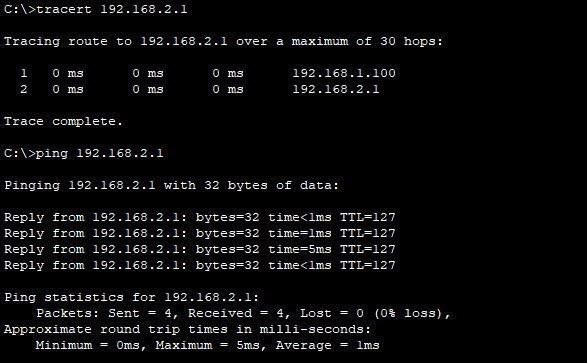 C:\>tracert 192.168.2.1
Tracing route to 192.168.2.1 over a maximum of 30 hops:
1 0 ms 0 ms 0 ms 192.168.1.100
2 0 ms 0 ms 0 ms 192.168.2.1
Trace complete.
C:\>ping 192.168.2.1
Pinging 192.168.2.1 with 32 bytes of data:
Reply from 192.168.2.1: bytes=32 time<1ms TTL=127
Reply from 192.168.2.1: bytes=32 time=1ms TTL=127
Reply from 192.168.2.1: bytes=32 time=5ms TTL=127
Reply from 192.168.2.1: bytes=32 time<1ms TTL=127
Ping statistics for 192.168.2.1:
Packets: Sent = 4, Received = 4, Lost = 0 (0% loss),
Approximate round trip times in milli-seconds:
Minimum = 0ms, Maximum = 5ms, Average = 1ms